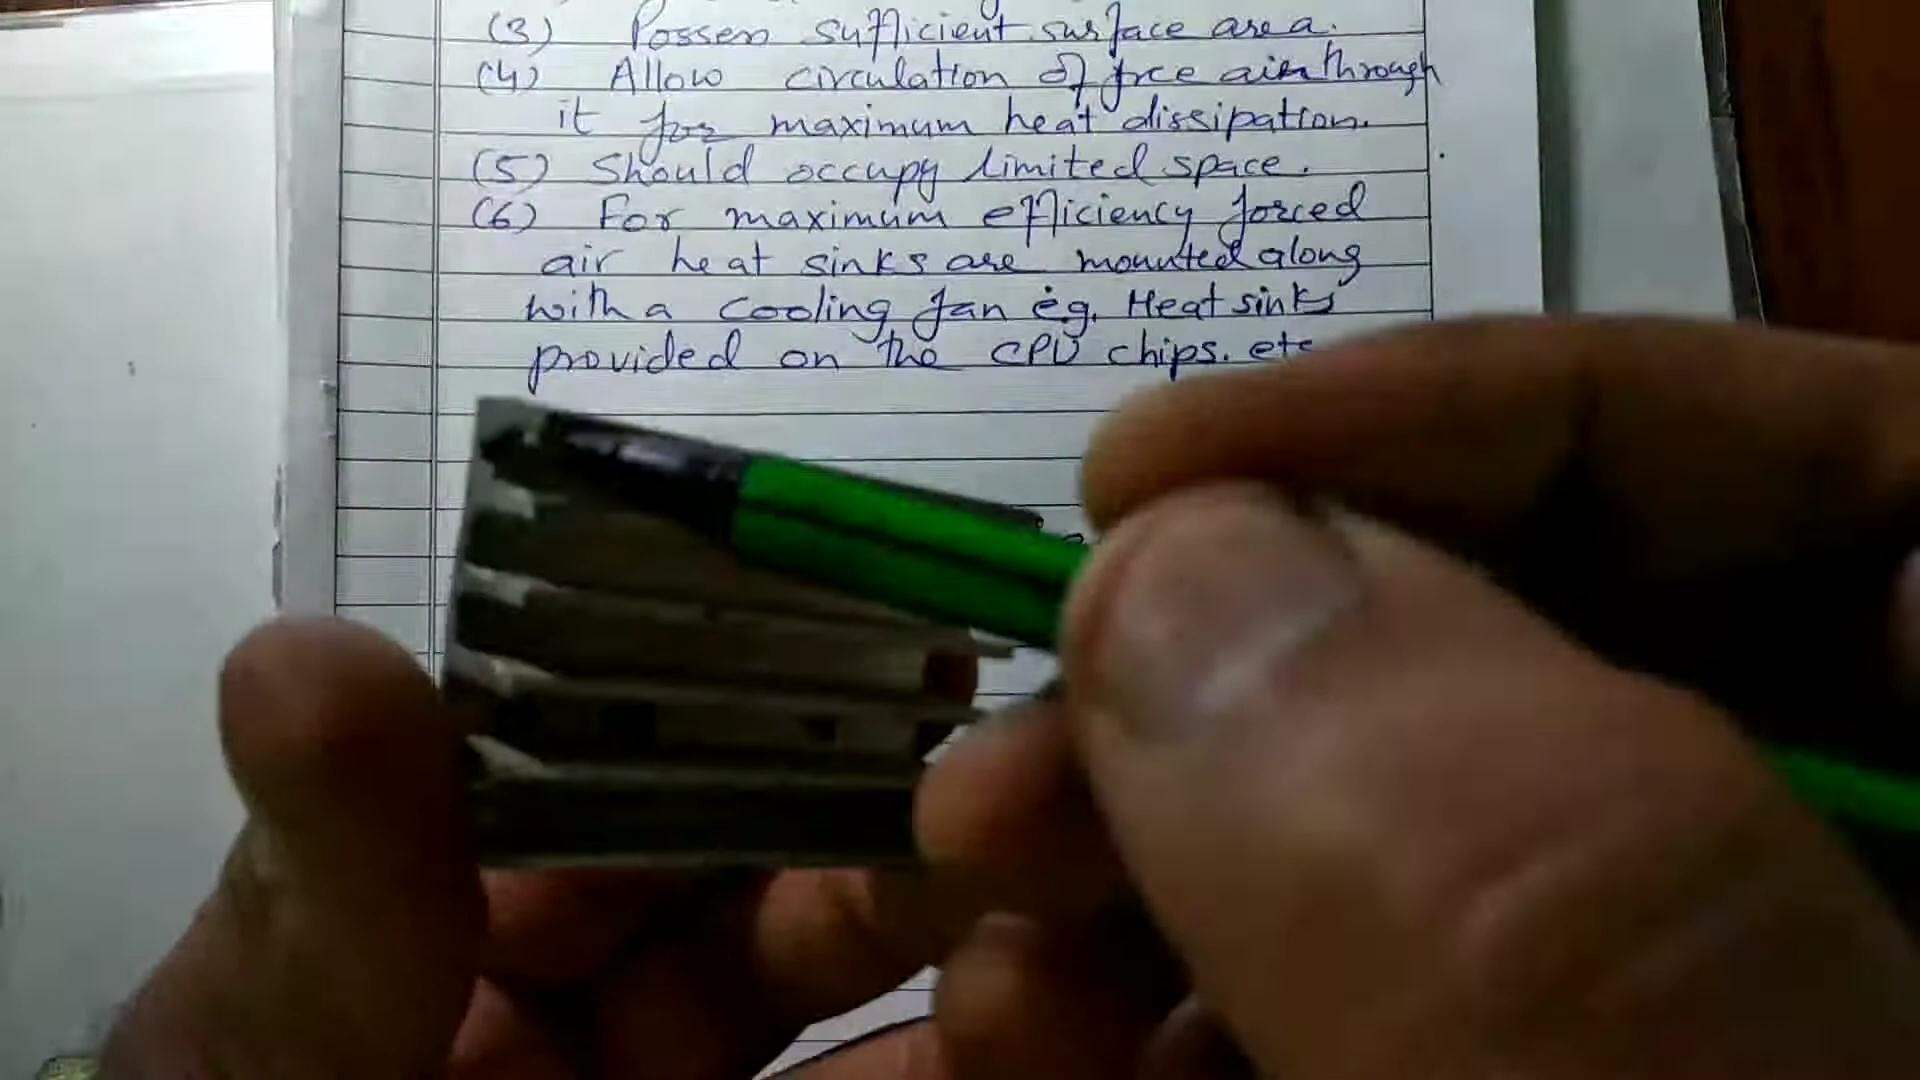 (3) Possess sufficient surface area.
(4) Allow circulation of free air through
it for maximum heat dissipation.
(5) Should occupy limited space.
(6) For maximum efficiency forced
air heat sinks are mounted along
with a cooling fan eg. Heat sinks
provided on the CPU chips. etc